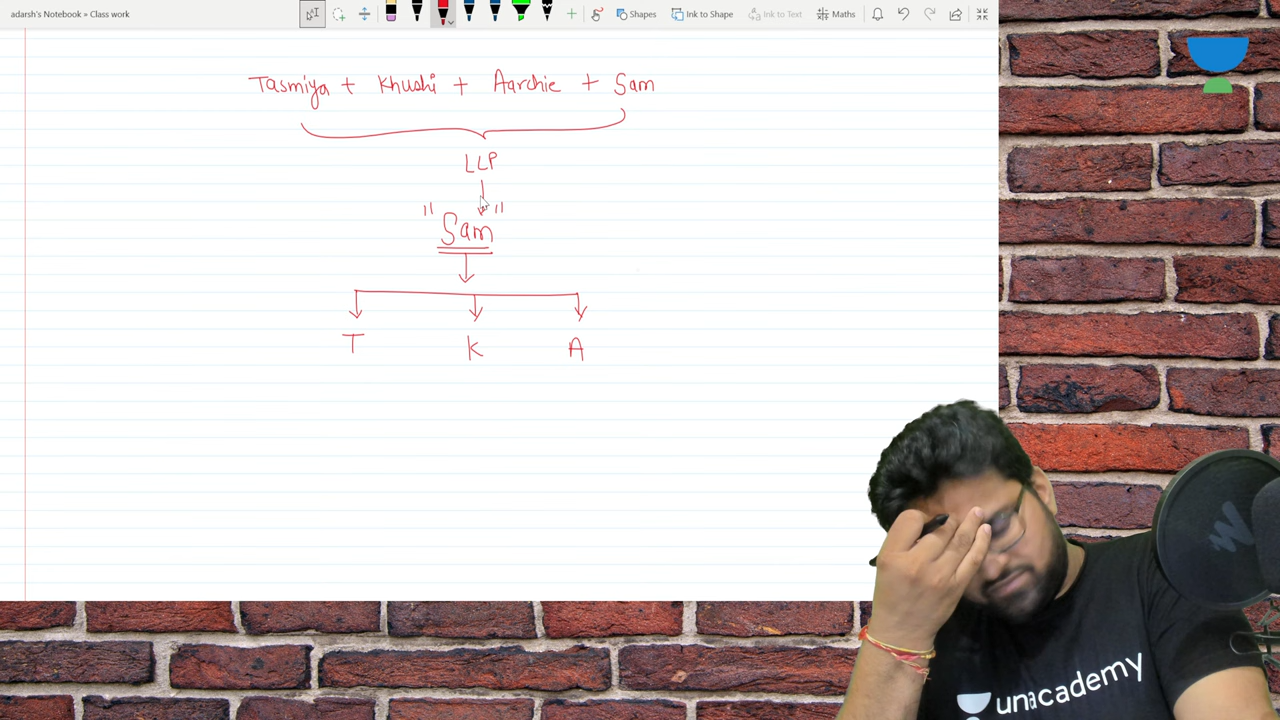 adarsh's Notebook » Class work
Shapes Ink to Shape Ink to Text Maths
Tasmiya + Khushi + Aarchie + Sam
LLP
"Sam"
T K A
unacademy